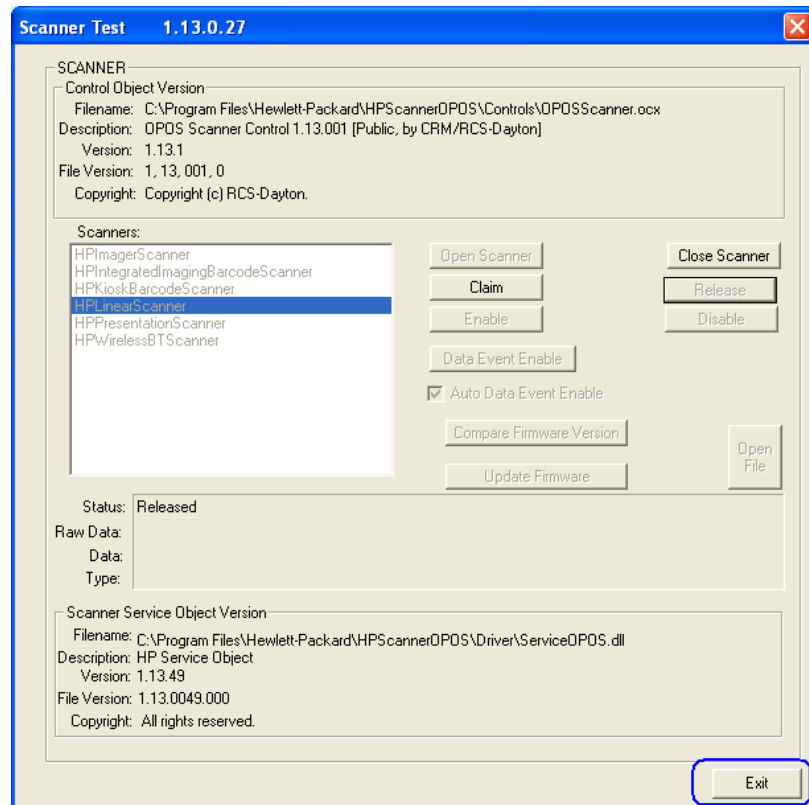 Scanner Test 1.13.0.27
SCANNER
Control Object Version
Filename: C:\Program Files\Hewlett-Packard\HPScannerOPOS\Controls\OPOSScanner.ocx
Description: OPOS Scanner Control 1.13.001 [Public, by CRM/RCS-Dayton]
Version: 1.13.1
File Version: 1, 13, 001, 0
Copyright: Copyright (c) RCS-Dayton.
Scanners:
HPImagerScanner
HPIntegratedImagingBarcodeScanner
HPKioskBarcodeScanner
HPLinearScanner
HPPresentationScanner
HPWirelessBTScanner
Open Scanner
Close Scanner
Claim
Release
Enable
Disable
Data Event Enable
Auto Data Event Enable
Compare Firmware Version
Update Firmware
Open
File
Status: Released
Raw Data:
Data:
Type:
Scanner Service Object Version
Filename: C:\Program Files\Hewlett-Packard\HPScannerOPOS\Driver\ServiceOPOS.dll
Description: HP Service Object
Version: 1.13.49
File Version: 1.13.0049.000
Copyright: All rights reserved.
Exit